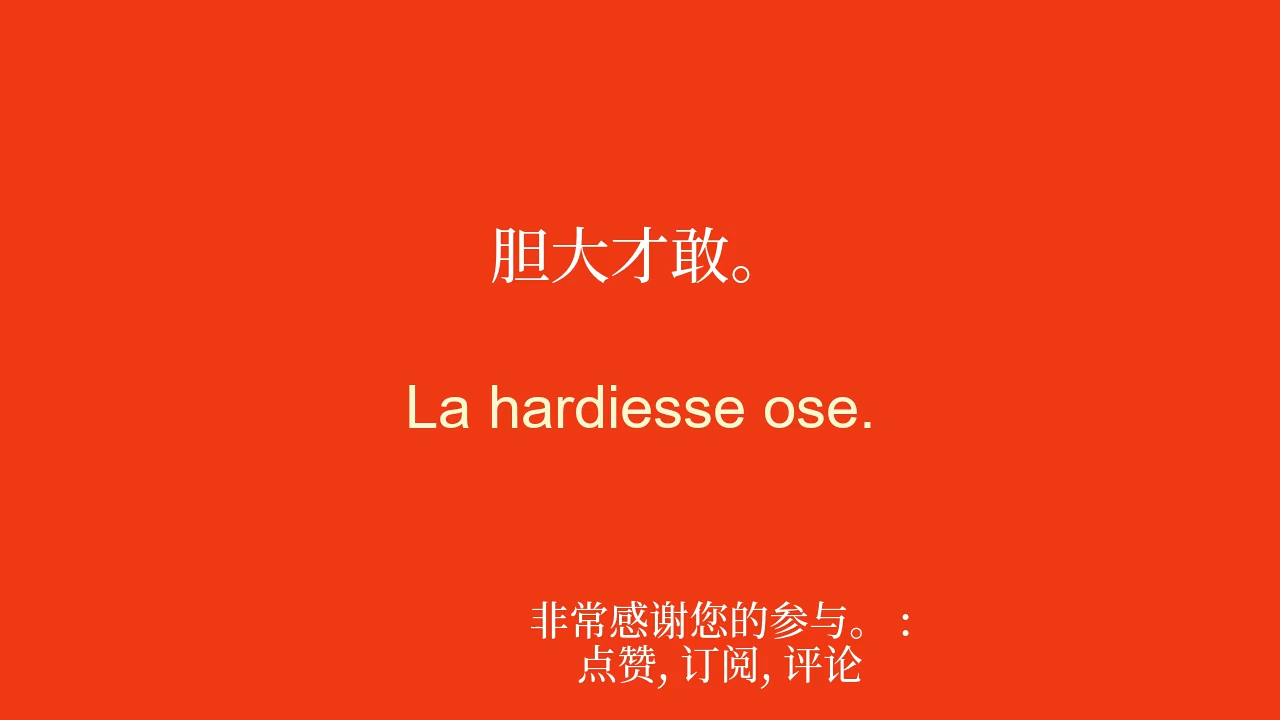 胆大才敢。
La hardiesse ose.
非常感谢您的参与。 :
点赞, 订阅, 评论